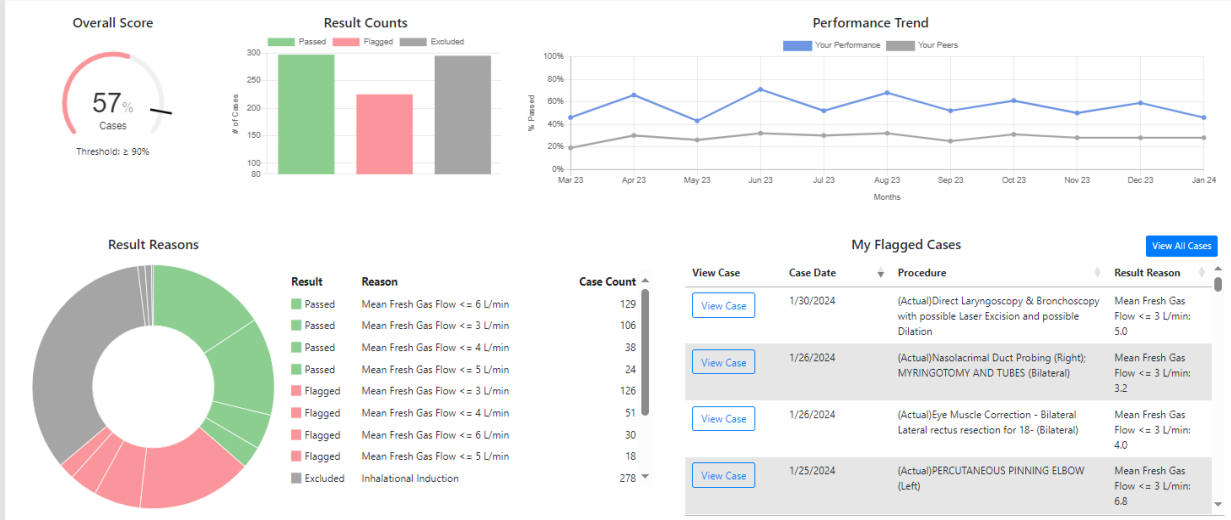 Overall Score
57%
Cases
Threshold: ≥ 90%
Result Counts
Passed Flagged Excluded
300
250
200
150
100
80
# of Cases
Performance Trend
Your Performance Your Peers
100%
80%
60%
40%
20%
0%
% Passed
Mar 23 Apr 23 May 23 Jun 23 Jul 23 Aug 23 Sep 23 Oct 23 Nov 23 Dec 23 Jan 24
Months
Result Reasons
Result Reason Case Count
Passed Mean Fresh Gas Flow <= 6 L/min 129
Passed Mean Fresh Gas Flow <= 3 L/min 106
Passed Mean Fresh Gas Flow <= 4 L/min 38
Passed Mean Fresh Gas Flow <= 5 L/min 24
Flagged Mean Fresh Gas Flow <= 3 L/min 126
Flagged Mean Fresh Gas Flow <= 4 L/min 51
Flagged Mean Fresh Gas Flow <= 6 L/min 30
Flagged Mean Fresh Gas Flow <= 5 L/min 18
Excluded Inhalational Induction 278
My Flagged Cases
View All Cases
View Case Case Date Procedure Result Reason
View Case 1/30/2024 (Actual)Direct Laryngoscopy & Bronchoscopy Mean Fresh Gas
with possible Laser Excision and possible Flow <= 3 L/min:
Dilation 5.0
View Case 1/26/2024 (Actual)Nasolacrimal Duct Probing (Right); Mean Fresh Gas
MYRINGOTOMY AND TUBES (Bilateral) Flow <= 3 L/min:
3.2
View Case 1/26/2024 (Actual)Eye Muscle Correction - Bilateral Mean Fresh Gas
Lateral rectus resection for 18- (Bilateral) Flow <= 3 L/min:
4.0
View Case 1/25/2024 (Actual)PERCUTANEOUS PINNING ELBOW Mean Fresh Gas
(Left) Flow <= 3 L/min:
6.8